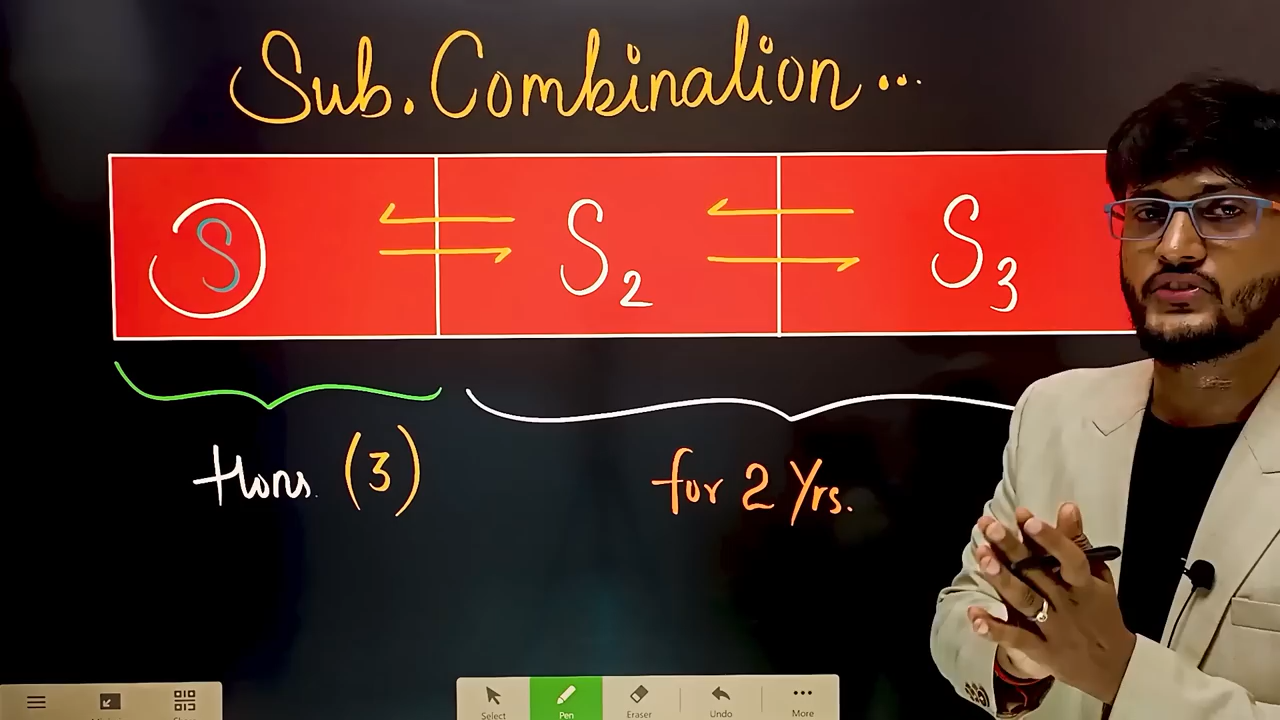 Sub. Combination...
S S2 S3
Hons. (3) for 2 Yrs.
Select Pen Eraser Undo More